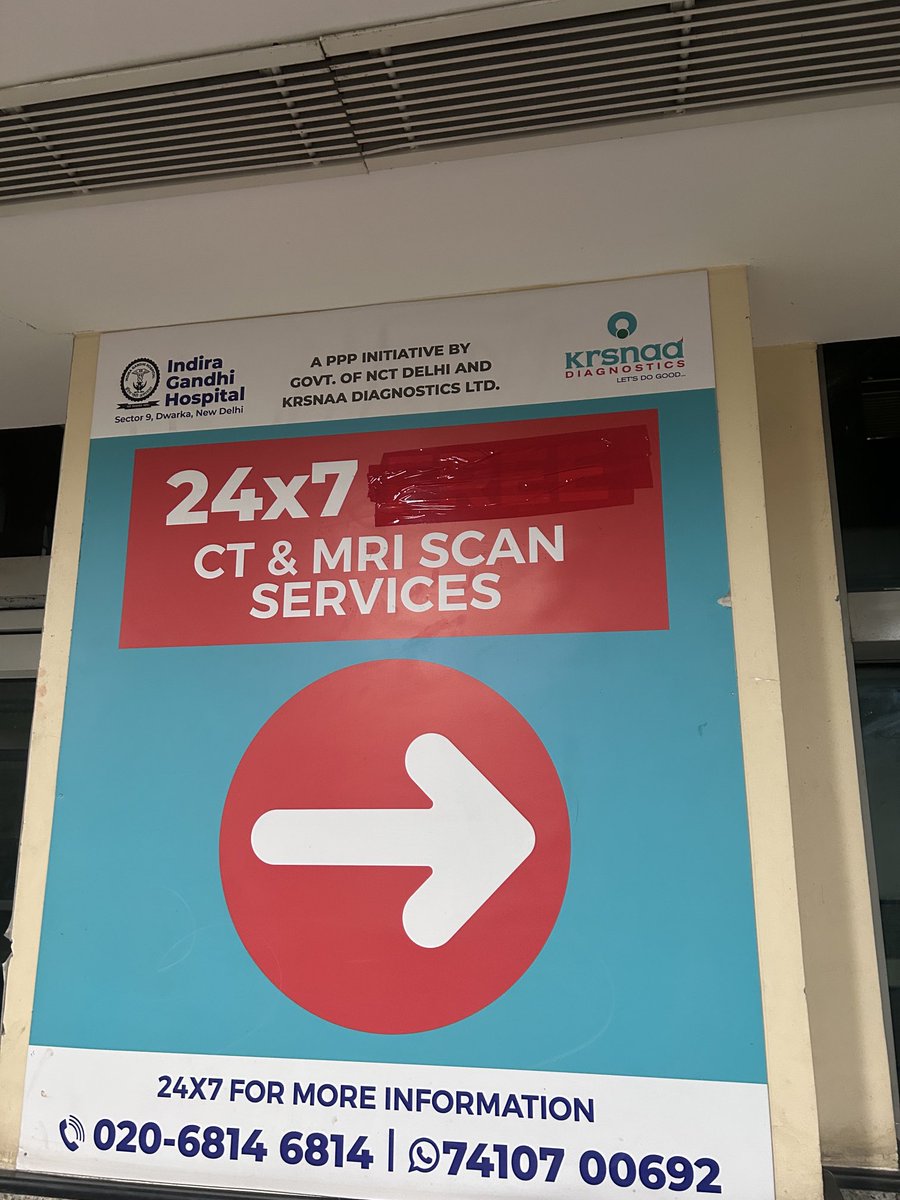 Indira
Gandhi
Hospital
Sector 9, Dwarka, New Delhi
A PPP INITIATIVE BY
GOVT. OF NCT DELHI AND
KRSNAA DIAGNOSTICS LTD.
Krsnaa
DIAGNOSTICS
LET'S DO GOOD...
24x7
CT & MRI SCAN
SERVICES
24X7 FOR MORE INFORMATION
020-6814 6814 | 74107 00692